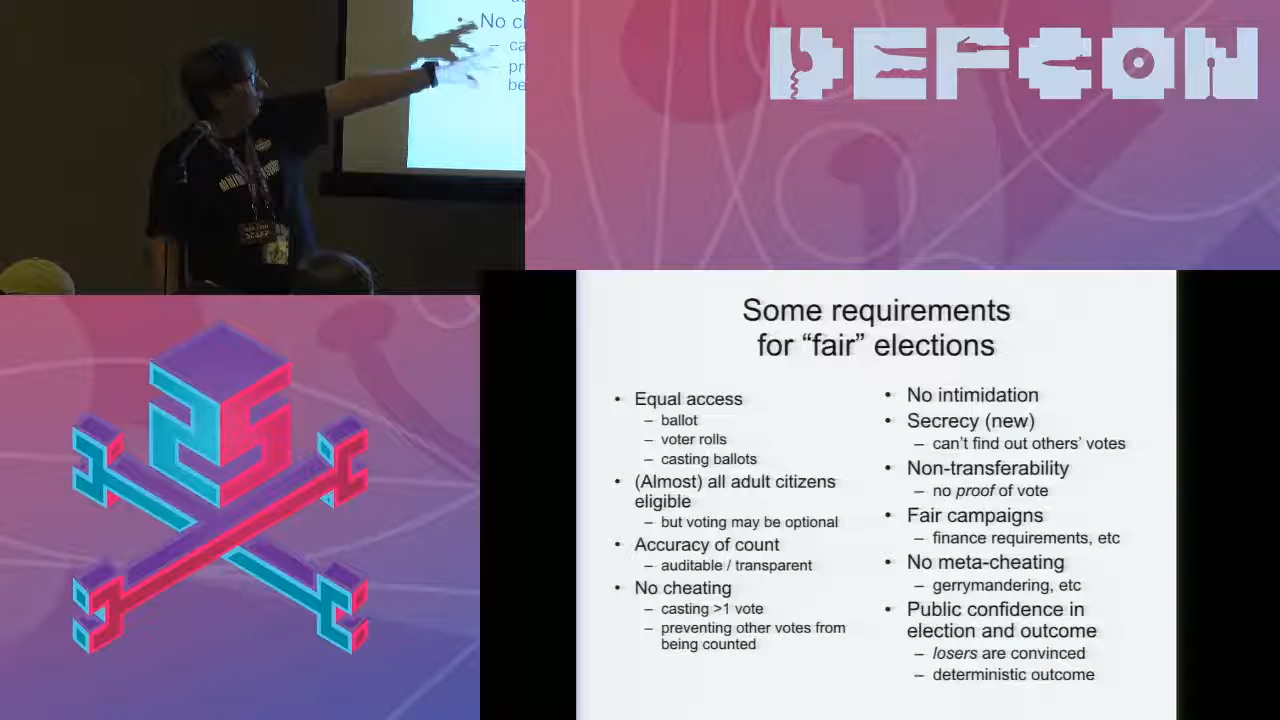 No c
ca
pr
be
DEFCON
25
Some requirements
for “fair” elections
• Equal access
– ballot
– voter rolls
– casting ballots
• (Almost) all adult citizens
eligible
– but voting may be optional
• Accuracy of count
– auditable / transparent
• No cheating
– casting >1 vote
– preventing other votes from
being counted
• No intimidation
• Secrecy (new)
– can't find out others' votes
• Non-transferability
– no proof of vote
• Fair campaigns
– finance requirements, etc
• No meta-cheating
– gerrymandering, etc
• Public confidence in
election and outcome
– losers are convinced
– deterministic outcome